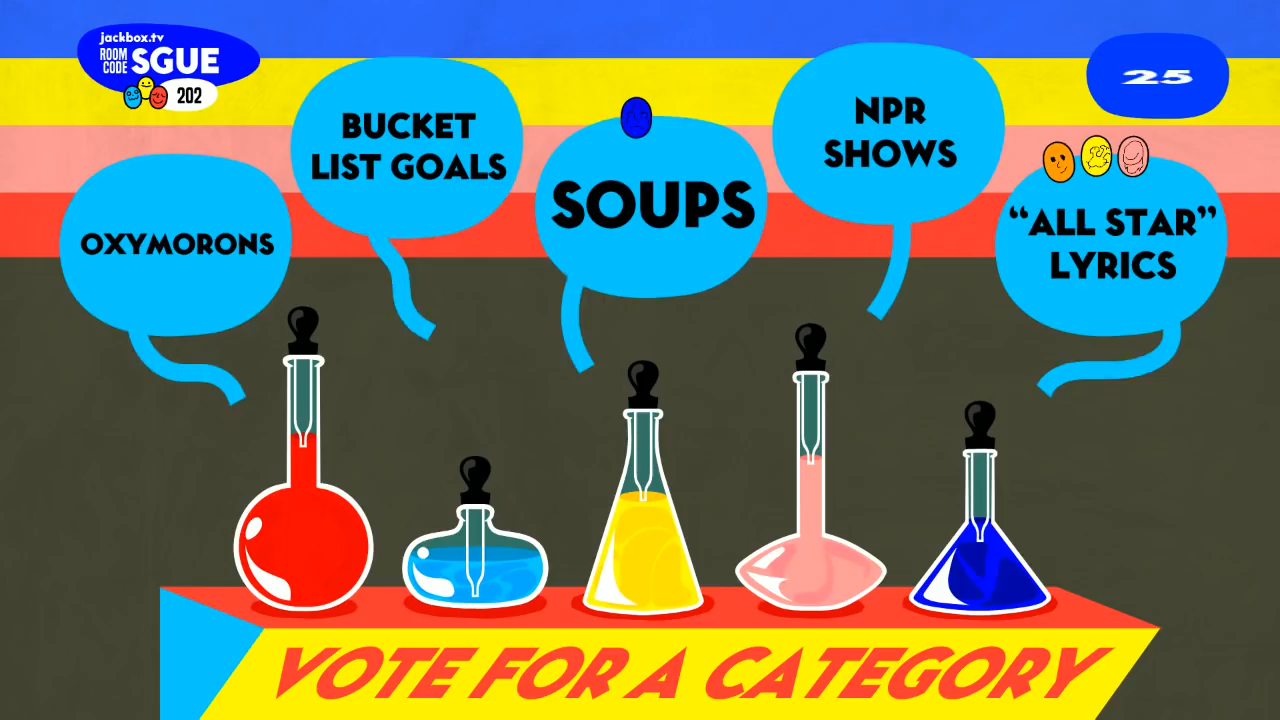 jackbox.tv
ROOM
CODE
SGUE
202
25
OXYMORONS
BUCKET
LIST GOALS
SOUPS
NPR
SHOWS
“ALL STAR”
LYRICS
VOTE FOR A CATEGORY